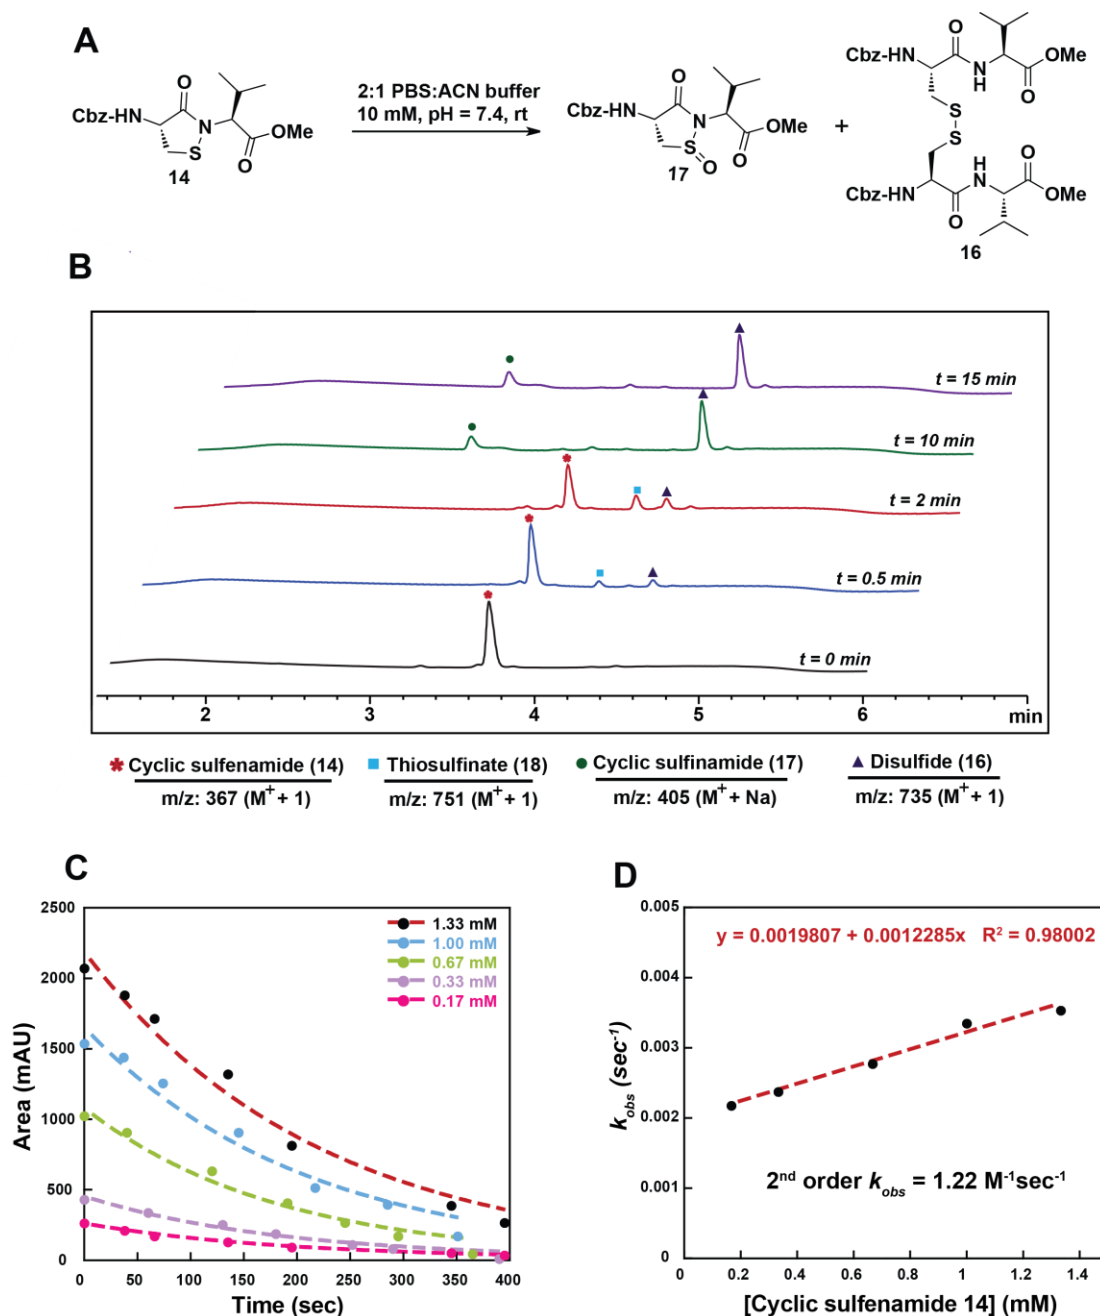 A
2:1 PBS:ACN buffer
10 mM, pH = 7.4, rt
O
Cbz-HN
N
S
OMe
O
14
O
Cbz-HN
N
S
O
OMe
O
17
+
Cbz-HN
O
N
H
OMe
O
S
S
Cbz-HN
O
H
N
O
OMe
16
B
t = 15 min
t = 10 min
t = 2 min
t = 0.5 min
t = 0 min
2 3 4 5 6 min
Cyclic sulfenamide (14)
m/z: 367 (M+ + 1)
Thiosulfinate (18)
m/z: 751 (M+ + 1)
Cyclic sulfinamide (17)
m/z: 405 (M+ + Na)
Disulfide (16)
m/z: 735 (M+ + 1)
C
2500
2000
1500
1000
500
0
Area (mAU)
1.33 mM
1.00 mM
0.67 mM
0.33 mM
0.17 mM
0 50 100 150 200 250 300 350 400
Time (sec)
D
0.005
0.004
0.003
0.002
0.001
0
kobs (sec-1)
y = 0.0019807 + 0.0012285x R2 = 0.98002
2nd order kobs = 1.22 M-1sec-1
0 0.2 0.4 0.6 0.8 1 1.2 1.4
[Cyclic sulfenamide 14] (mM)